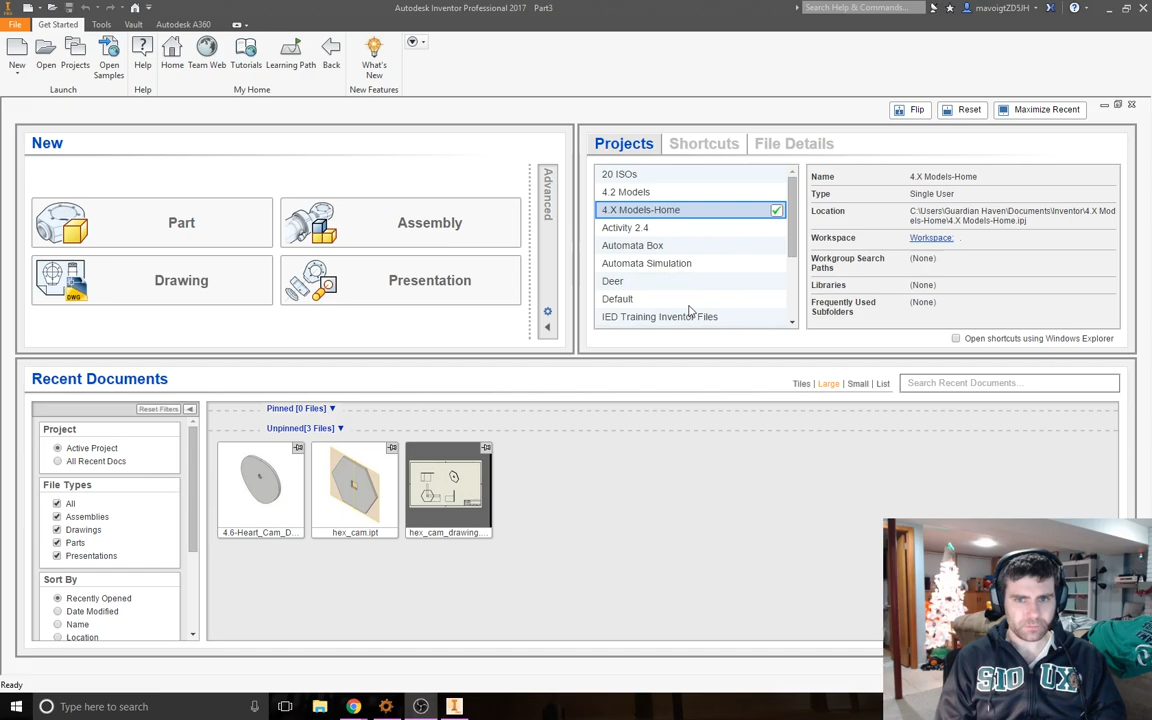 Autodesk Inventor Professional 2017 Part3
Search Help & Commands...
mavoigtZD5JH
File
Get Started
Tools
Vault
Autodesk A360
New
Open
Projects
Open Samples
Help
Home
Team Web
Tutorials
Learning Path
Back
What's New
Launch
Help
My Home
New Features
Flip
Reset
Maximize Recent
New
Part
Assembly
Drawing
Presentation
DWG
Advanced
Projects
Shortcuts
File Details
20 ISOs
4.2 Models
4.X Models-Home
Activity 2.4
Automata Box
Automata Simulation
Deer
Default
IED Training Inventor Files
Name 4.X Models-Home
Type Single User
Location C:\Users\Guardian Haven\Documents\Inventor\4.X Mod
els-Home\4.X Models-Home.ipj
Workspace Workspace: .
Workgroup Search Paths (None)
Libraries (None)
Frequently Used Subfolders (None)
Open shortcuts using Windows Explorer
Recent Documents
Tiles | Large | Small | List
Search Recent Documents...
Reset Filters
Project
Active Project
All Recent Docs
File Types
All
Assemblies
Drawings
Parts
Presentations
Sort By
Recently Opened
Date Modified
Name
Location
Pinned [0 Files]
Unpinned[3 Files]
4.6-Heart_Cam_D...
hex_cam.ipt
hex_cam_drawing....
Ready
Type here to search
SIOUX